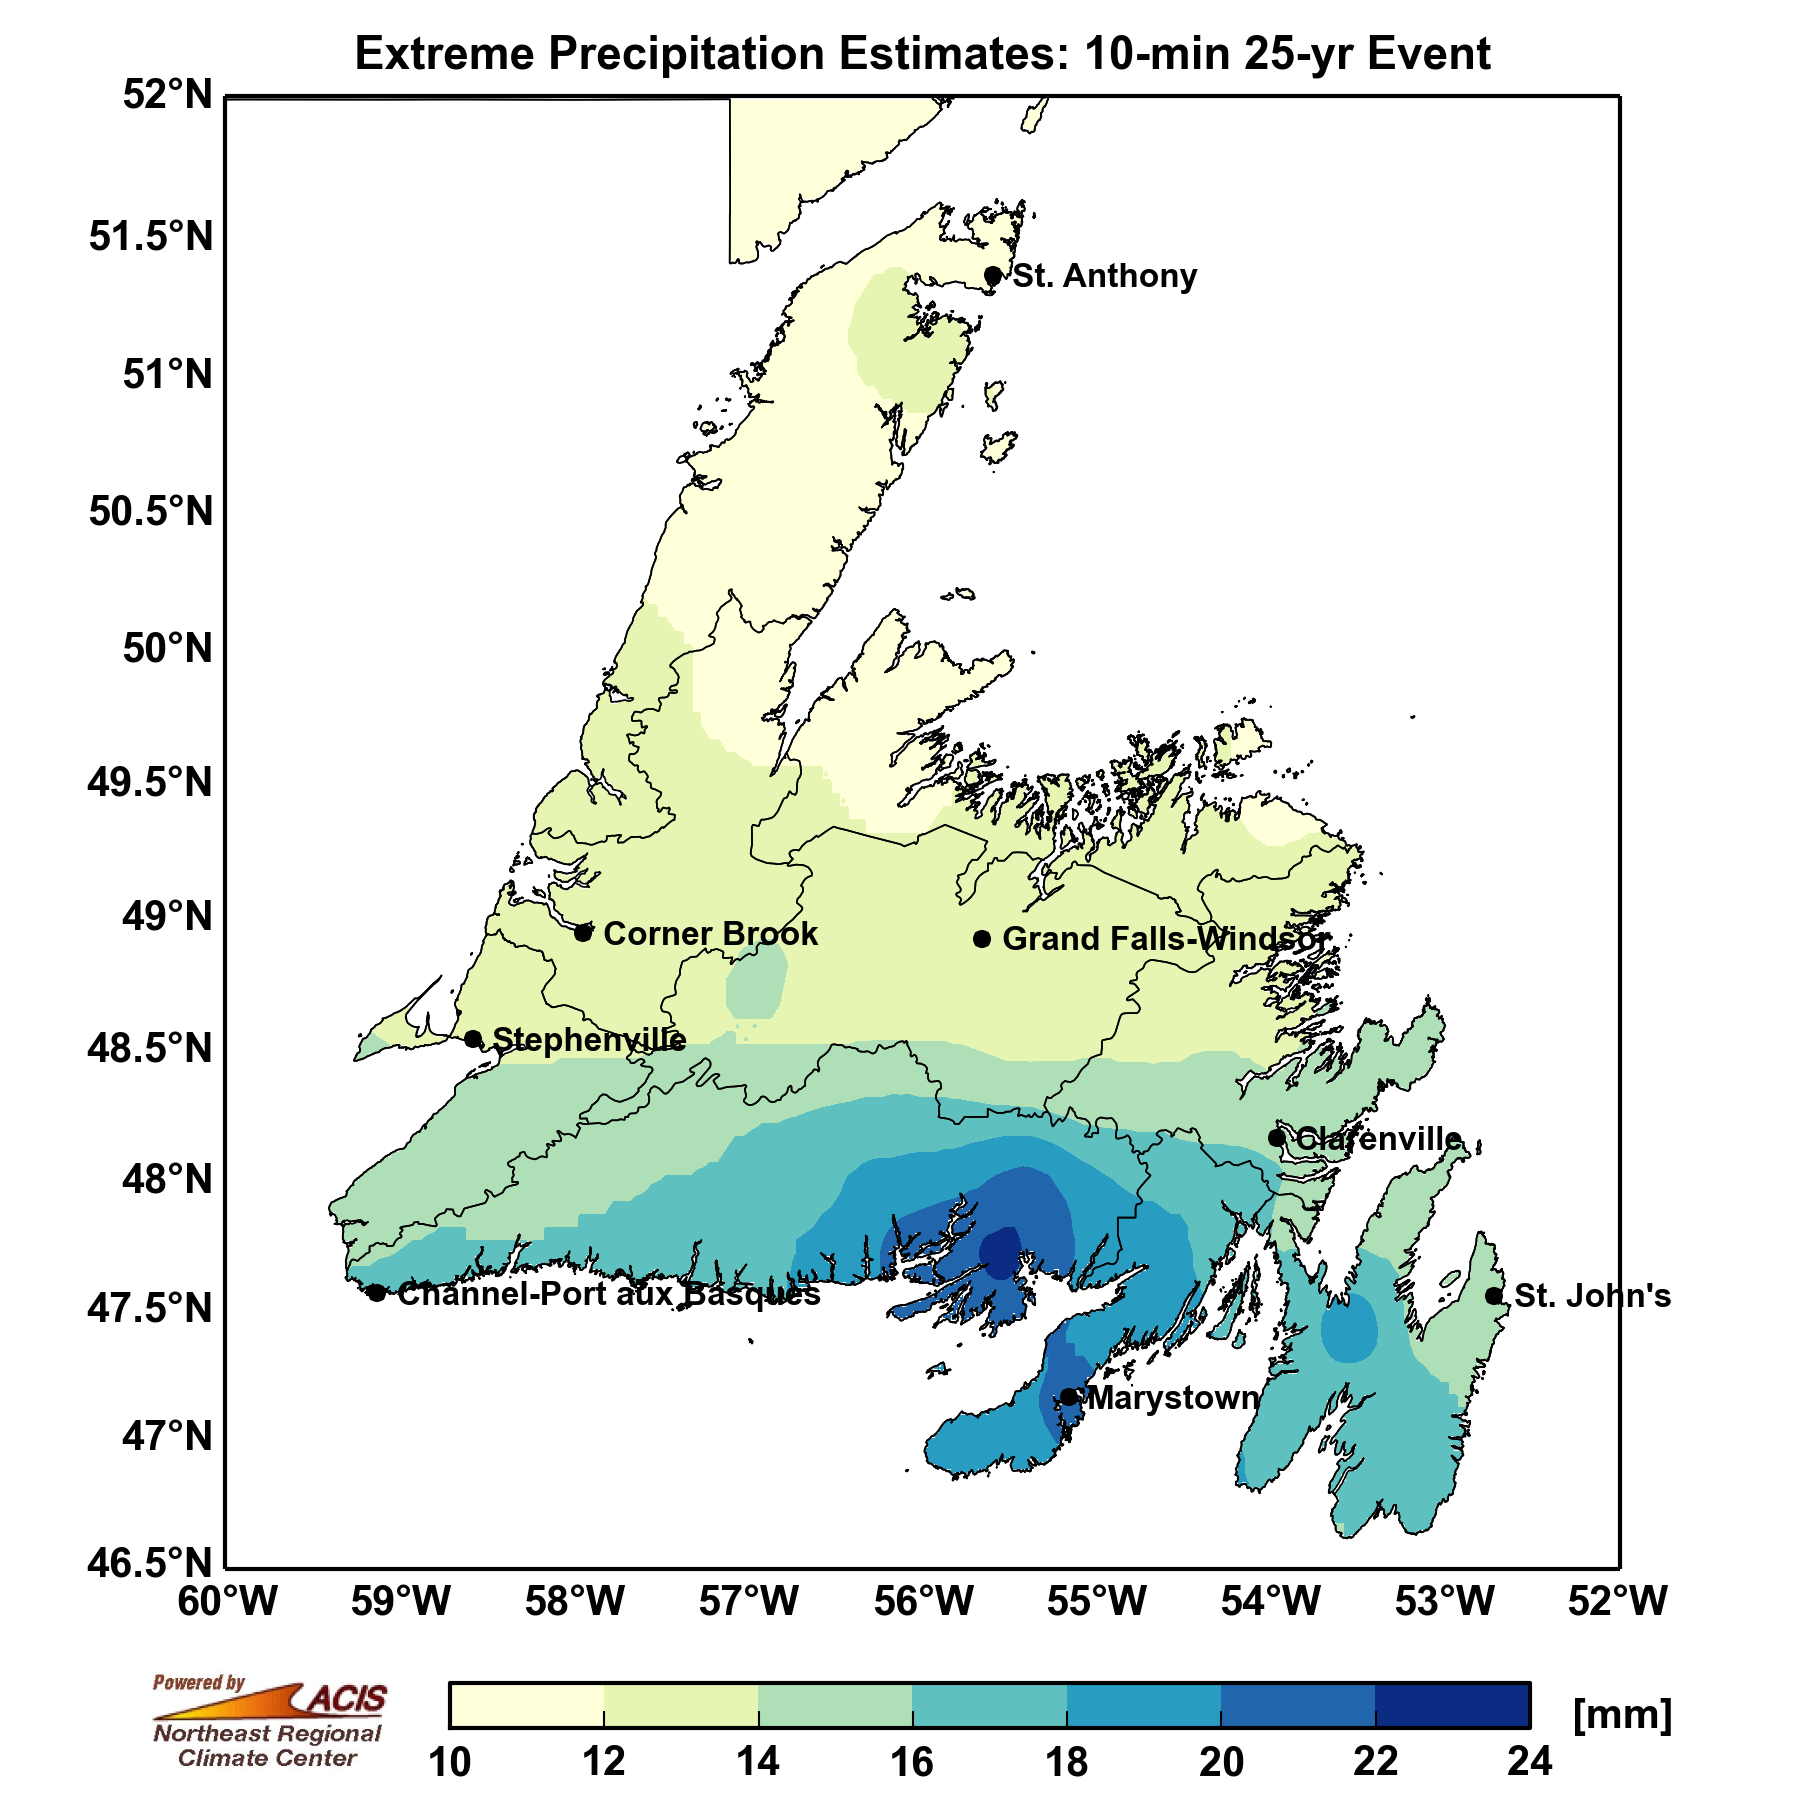 Extreme Precipitation Estimates: 10-min 25-yr Event
52°N
51.5°N
St. Anthony
51°N
50.5°N
50°N
49.5°N
49°N
Corner Brook
Grand Falls-Windsor
48.5°N
Stephenville
Clarenville
48°N
47.5°N
Channel-Port aux Basques
St. John's
Marystown
47°N
46.5°N
60°W 59°W 58°W 57°W 56°W 55°W 54°W 53°W 52°W
Powered by
ACIS
Northeast Regional
Climate Center
[mm]
10 12 14 16 18 20 22 24